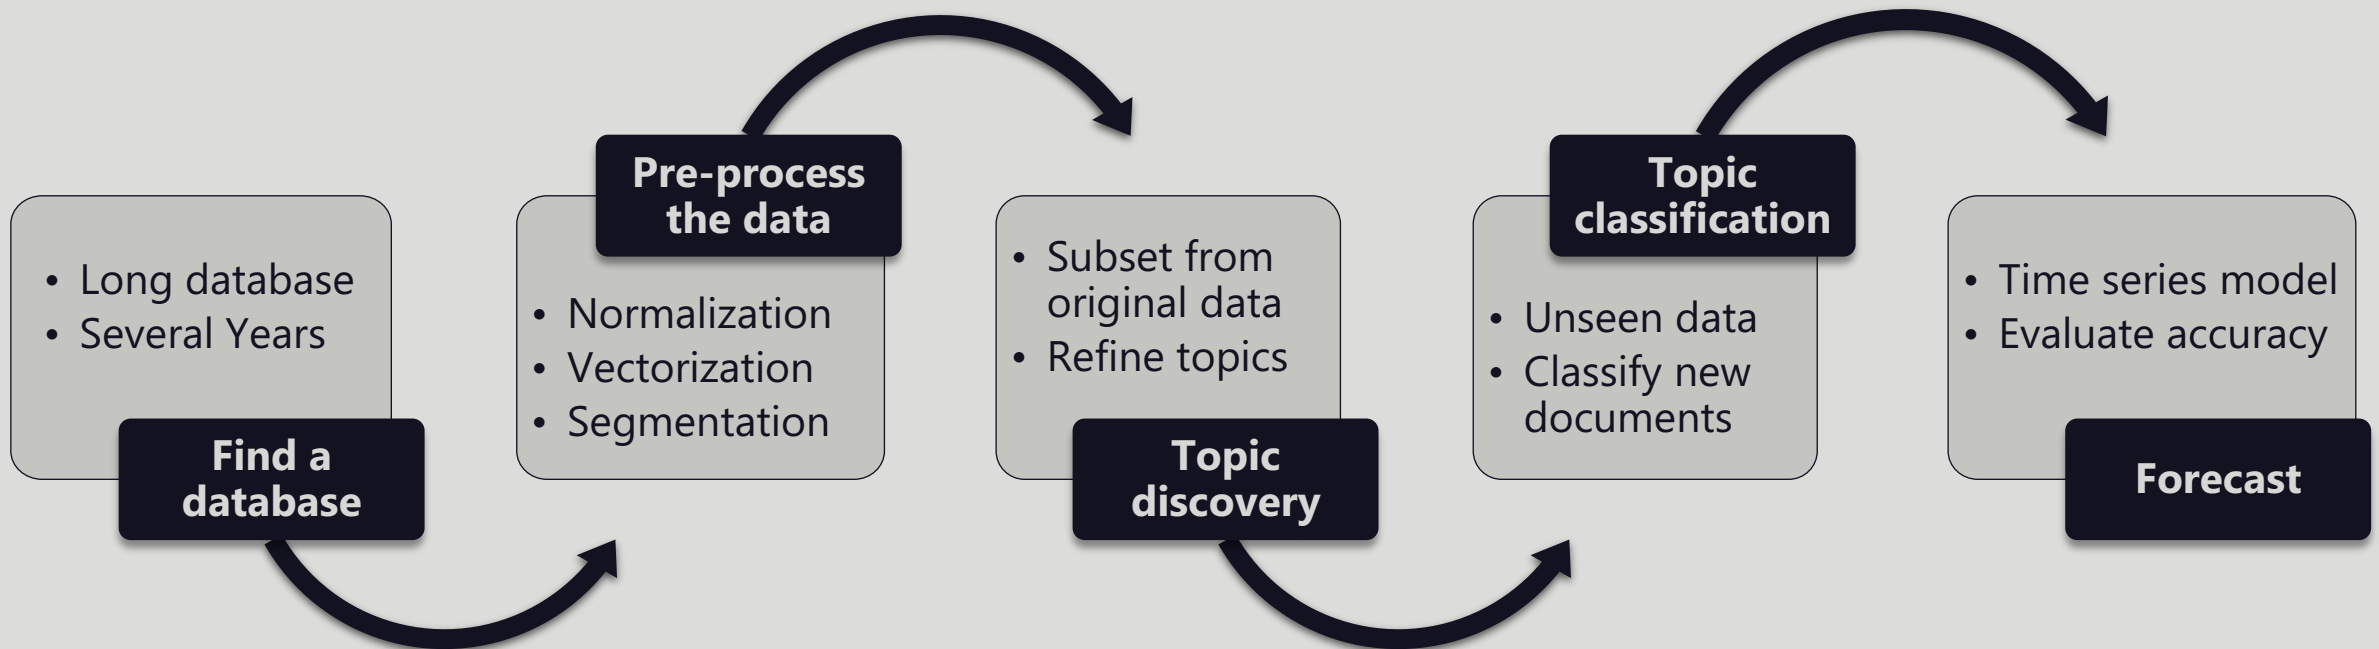 • Long database
• Several Years
Find a
database
Pre-process
the data
• Normalization
• Vectorization
• Segmentation
• Subset from
original data
• Refine topics
Topic
discovery
Topic
classification
• Unseen data
• Classify new
documents
• Time series model
• Evaluate accuracy
Forecast